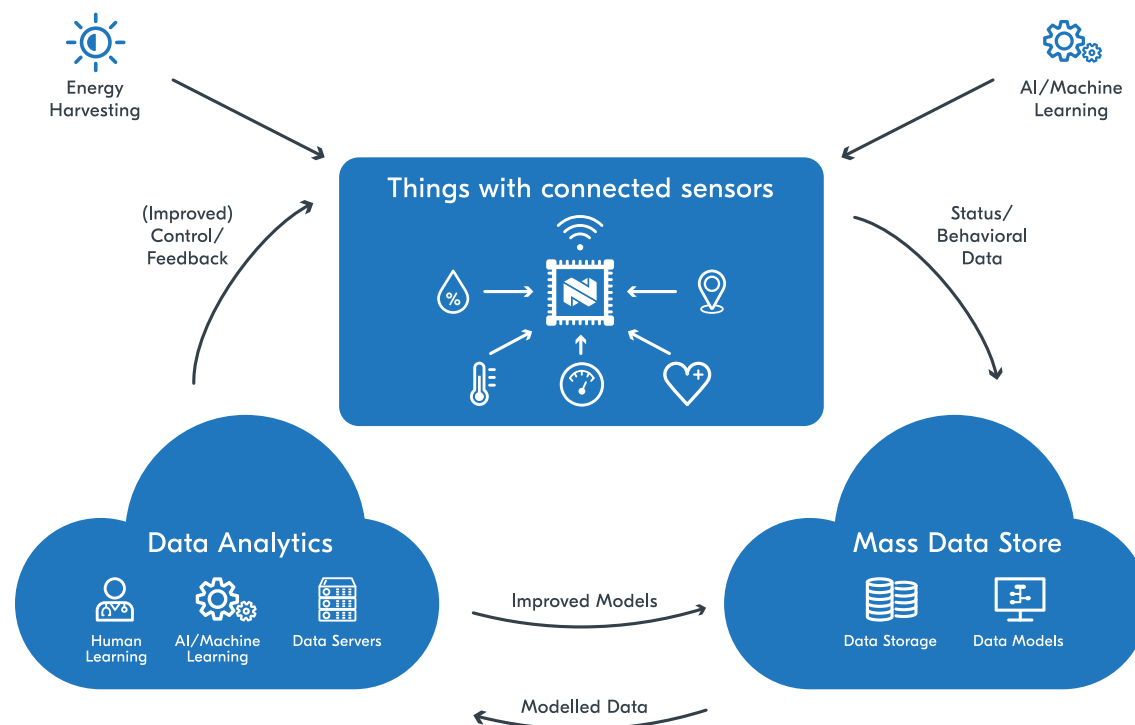 Energy
Harvesting
AI/Machine
Learning
Things with connected sensors
(Improved)
Control/
Feedback
Status/
Behavioral
Data
%
N
Data Analytics
Human
Learning
AI/Machine
Learning
Data Servers
Improved Models
Mass Data Store
Data Storage
Data Models
Modelled Data